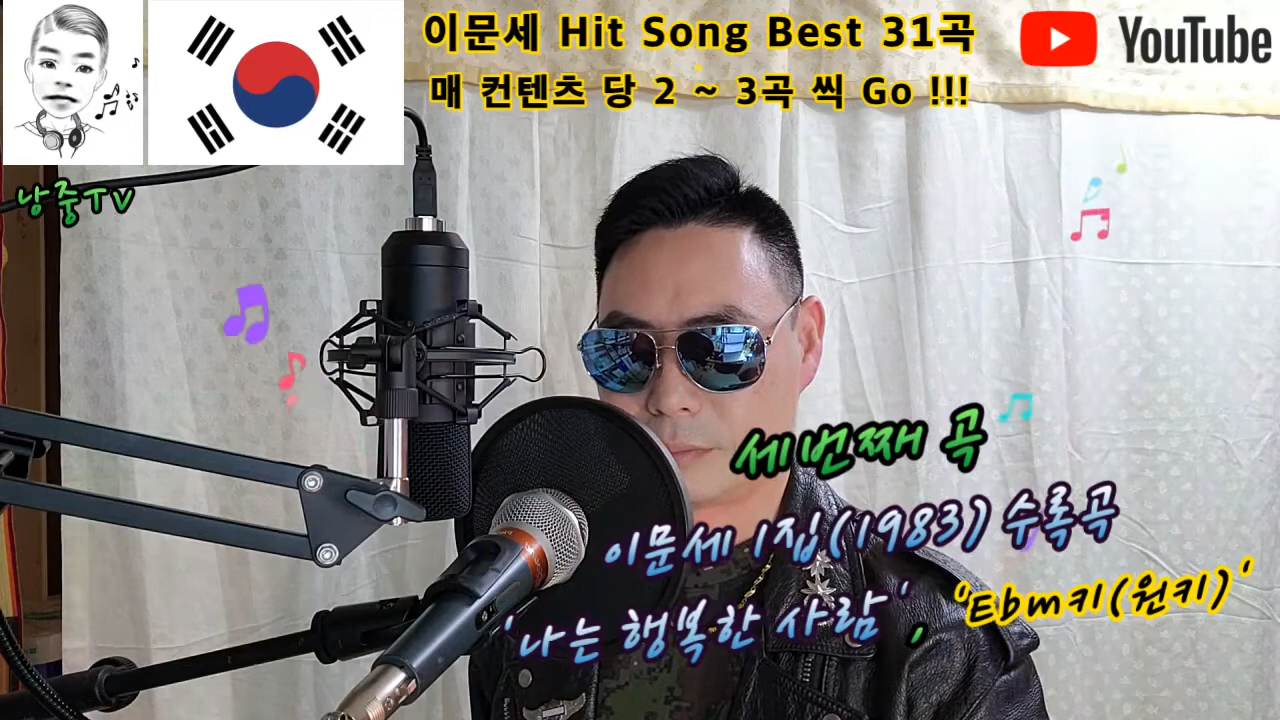 이문세 Hit Song Best 31곡
YouTube
매 컨텐츠 당 2 ~ 3곡 씩 Go !!!
낭중Tv
세번째 곡
이문세 1집(1983) 수록곡
'나는 행복한 사람', 'Ebm키(원키)'